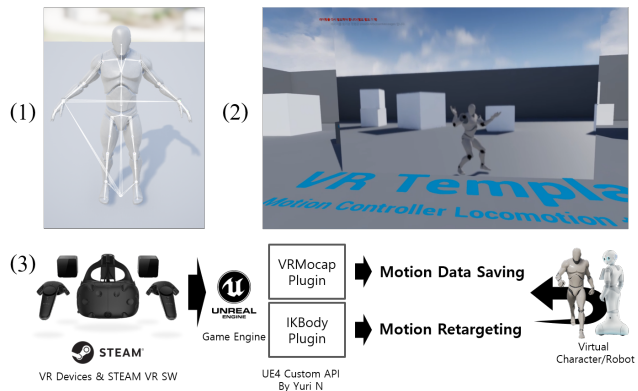 (1)
(2)
VR Templa
Motion Controller Locomotion
(3)
VRMocap
Plugin
Motion Data Saving
UNREAL
ENGINE
Game Engine
IKBody
Plugin
Motion Retargeting
STEAM
VR Devices & STEAM VR SW
UE4 Custom API
By Yuri N
Virtual
Character/Robot